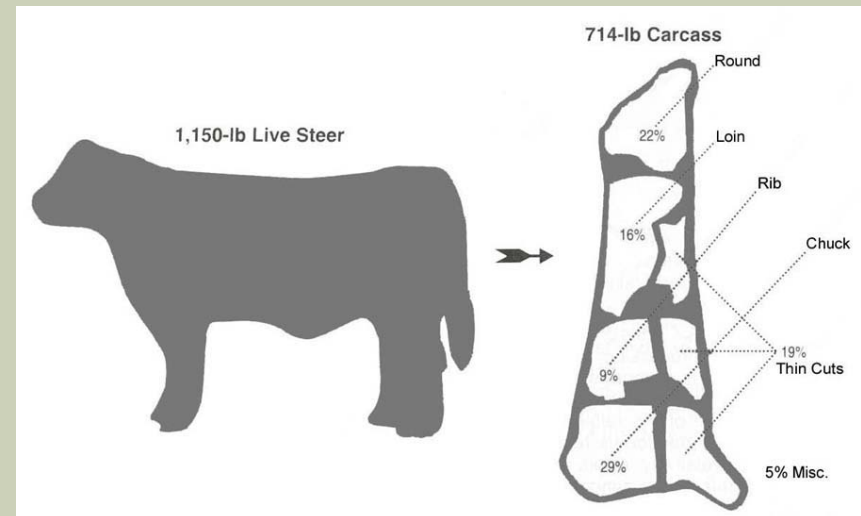 714-lb Carcass
Round
1,150-lb Live Steer
22%
Loin
Rib
16%
Chuck
19%
Thin Cuts
9%
29%
5% Misc.